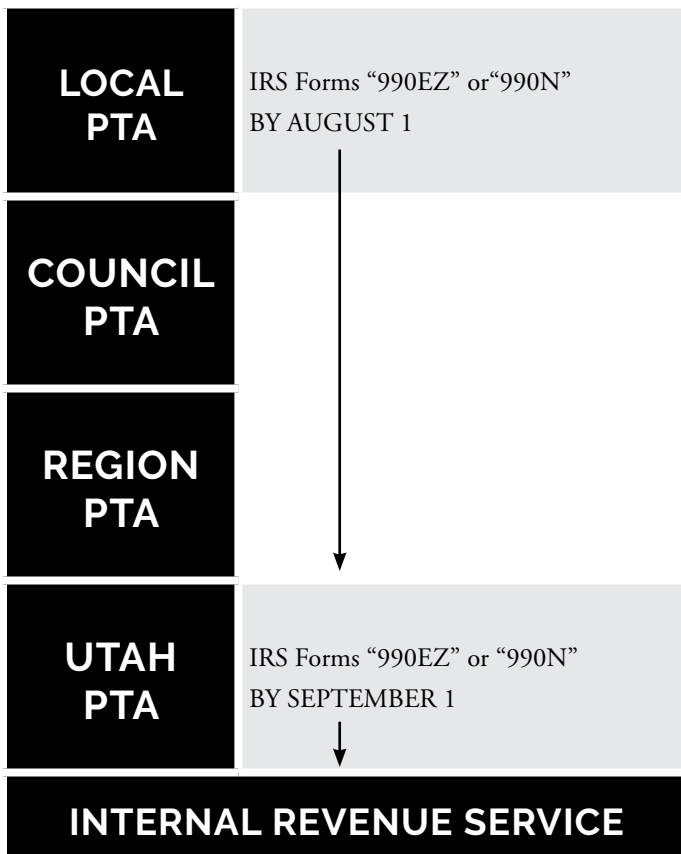 LOCAL
PTA
IRS Forms “990EZ” or“990N”
BY AUGUST 1
COUNCIL
PTA
REGION
PTA
UTAH
PTA
IRS Forms “990EZ” or “990N”
BY SEPTEMBER 1
INTERNAL REVENUE SERVICE